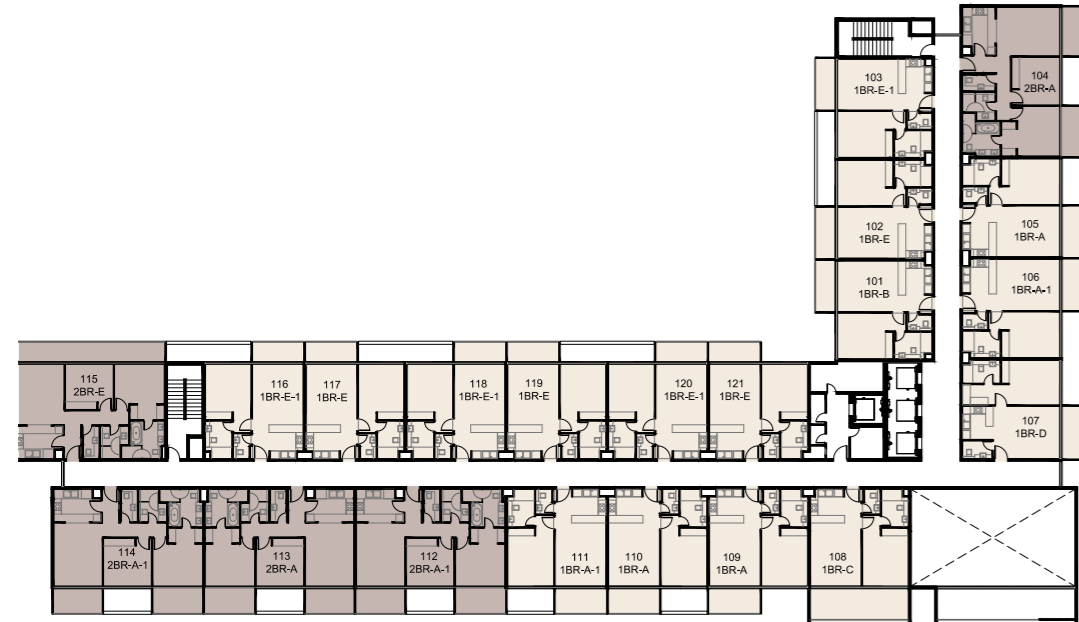 103
1BR-E-1
104
2BR-A
102
1BR-E
105
1BR-A
101
1BR-B
106
1BR-A-1
107
1BR-D
115
2BR-E
116
1BR-E-1
117
1BR-E
118
1BR-E-1
119
1BR-E
120
1BR-E-1
121
1BR-E
114
2BR-A-1
113
2BR-A
112
2BR-A-1
111
1BR-A-1
110
1BR-A
109
1BR-A
108
1BR-C